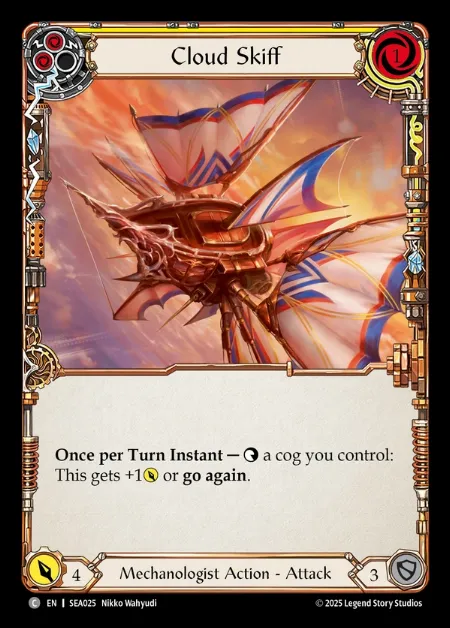 Cloud Skiff
1
Once per Turn Instant — a cog you control:
This gets +1 or go again.
4
Mechanologist Action - Attack
3
C EN SEA025 Nikko Wahyudi
© 2025 Legend Story Studios